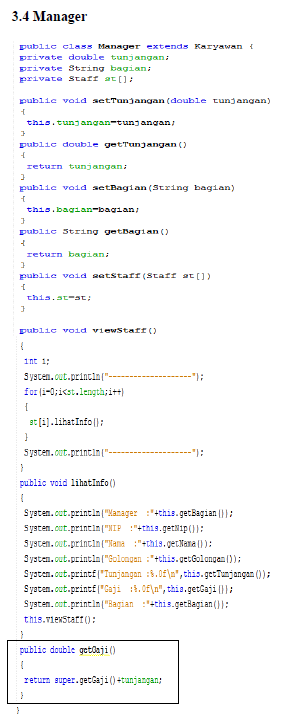 3.4 Manager
public class Manager extends Karyawan {
private double tunjangan;
private String bagian;
private Staff st[];
public void setTunjangan(double tunjangan)
{
this.tunjangan=tunjangan;
}
public double getTunjangan()
{
return tunjangan;
}
public void setBagian(String bagian)
{
this.bagian=bagian;
}
public String getBagian()
{
return bagian;
}
public void setStaff(Staff st[])
{
this.st=st;
}
public void viewStaff()
{
int i;
System.out.println("--------------------");
for(i=0;i<st.length;i++)
{
st[i].lihatInfo();
}
System.out.println("--------------------");
}
public void lihatInfo()
{
System.out.println("Manager :"+this.getBagian());
System.out.println("NIP :"+this.getNip());
System.out.println("Nama :"+this.getNama());
System.out.println("Golongan :"+this.getGolongan());
System.out.printf("Tunjangan :%.0f\n",this.getTunjangan());
System.out.printf("Gaji :%.0f\n",this.getGaji());
System.out.println("Bagian :"+this.getBagian());
this.viewStaff();
}
public double getGaji()
{
return super.getGaji()+tunjangan;
}
}